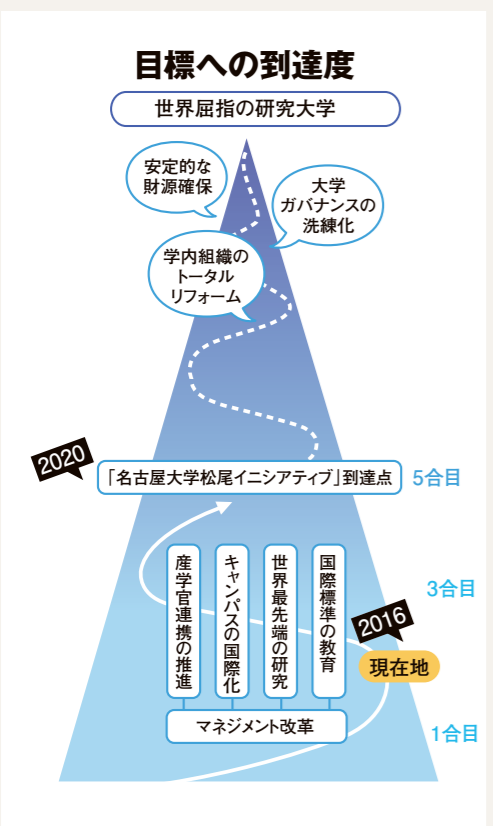 目標への到達度
世界屈指の研究大学
安定的な
財源確保
大学
ガバナンスの
洗練化
学内組織の
トータル
リフォーム
2020
「名古屋大学松尾イニシアティブ」到達点
5合目
産学官連携の推進
キャンパスの国際化
世界最先端の研究
国際標準の教育
3合目
2016
現在地
マネジメント改革
1合目